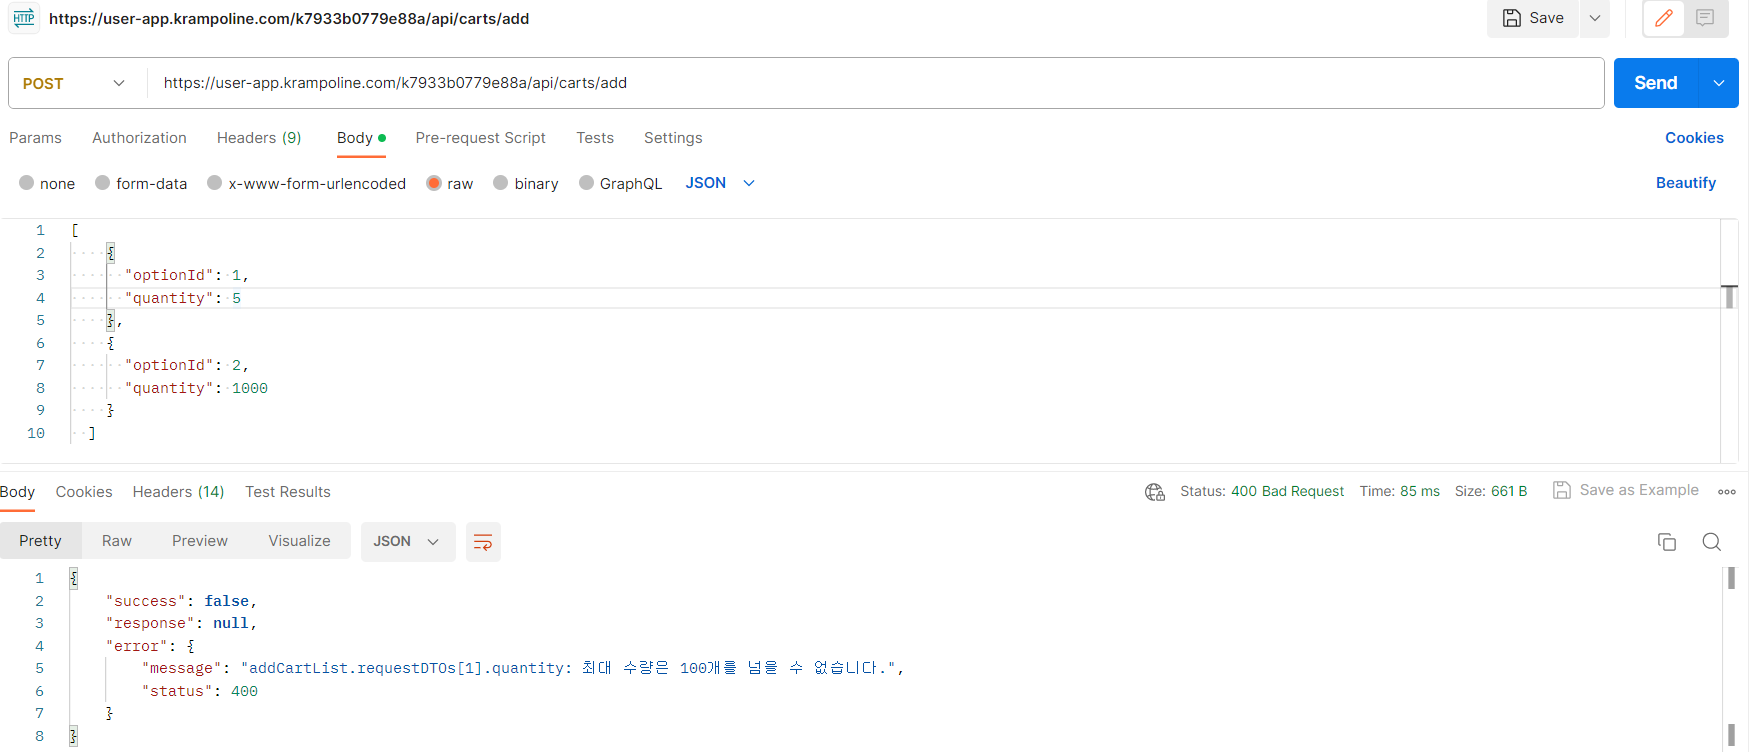 HTTP https://user-app.krampoline.com/k7933b0779e88a/api/carts/add Save
POST https://user-app.krampoline.com/k7933b0779e88a/api/carts/add Send
Params Authorization Headers (9) Body Pre-request Script Tests Settings Cookies
none form-data x-www-form-urlencoded raw binary GraphQL JSON Beautify
1 [
2 {
3 "optionId": 1,
4 "quantity": 5
5 },
6 {
7 "optionId": 2,
8 "quantity": 1000
9 }
10 ]
Body Cookies Headers (14) Test Results Status: 400 Bad Request Time: 85 ms Size: 661 B Save as Example
Pretty Raw Preview Visualize JSON
1 {
2 "success": false,
3 "response": null,
4 "error": {
5 "message": "addCartList.requestDTOs[1].quantity: 최대 수량은 100개를 넘을 수 없습니다.",
6 "status": 400
7 }
8 }